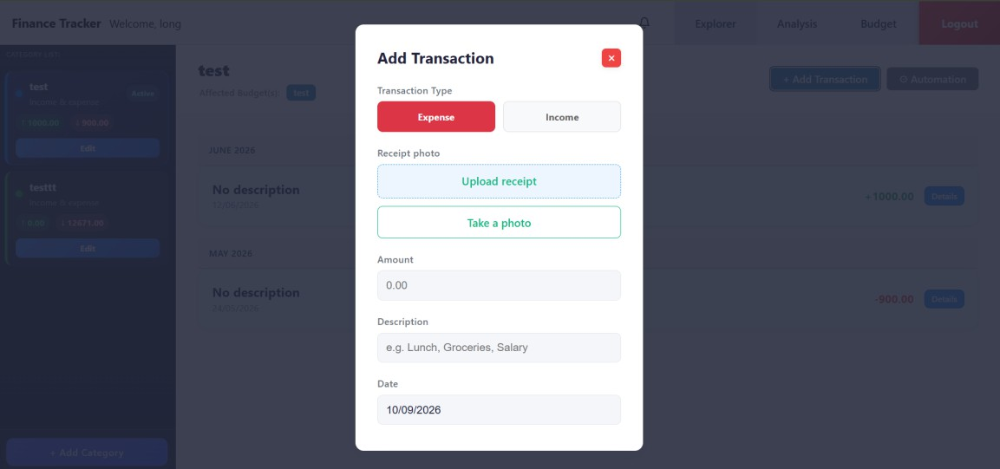 Finance Tracker Welcome, long
Explorer Analysis Budget Logout
test
Active
Income & expense
↑ 1000.00 ↓ 900.00
Edit
testtt
Income & expense
↑ 0.00 ↓ 12671.00
Edit
+ Add Category
test
Affected Budget(s): test
+ Add Transaction
Automation
JUNE 2026
No description
12/06/2026
+1000.00 Details
MAY 2026
No description
24/05/2026
-900.00 Details
Add Transaction
×
Transaction Type
Expense Income
Receipt photo
Upload receipt
Take a photo
Amount
0.00
Description
e.g. Lunch, Groceries, Salary
Date
10/09/2026